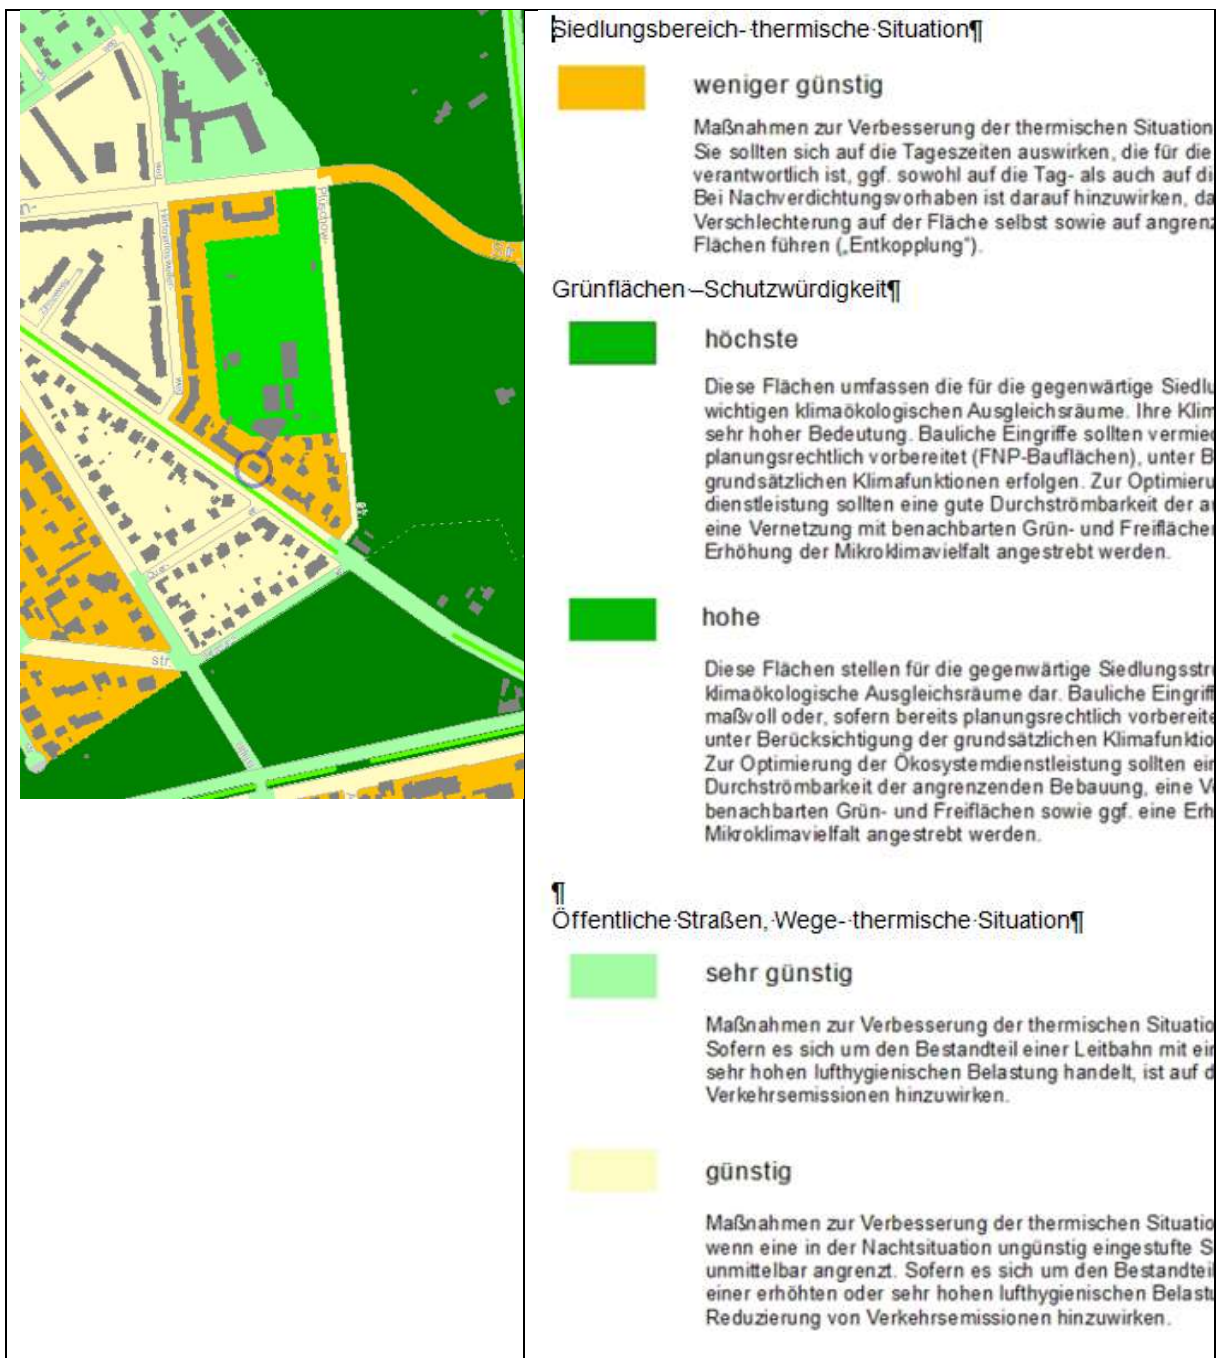 Siedlungsbereich-·thermische·Situation¶
weniger günstig
Maßnahmen zur Verbesserung der thermischen Situation
Sie sollten sich auf die Tageszeiten auswirken, die für die
verantwortlich ist, ggf. sowohl auf die Tag- als auch auf di
Bei Nachverdichtungsvorhaben ist darauf hinzuwirken, da
Verschlechterung auf der Fläche selbst sowie auf angrenz
Flächen führen („Entkopplung“).
Grünflächen·–Schutzwürdigkeit¶
höchste
Diese Flächen umfassen die für die gegenwärtige Siedlu
wichtigen klimaökologischen Ausgleichsräume. Ihre Klim
sehr hoher Bedeutung. Bauliche Eingriffe sollten vermied
planungsrechtlich vorbereitet (FNP-Bauflächen), unter B
grundsätzlichen Klimafunktionen erfolgen. Zur Optimieru
dienstleistung sollten eine gute Durchströmbarkeit der a
eine Vernetzung mit benachbarten Grün- und Freifläche
Erhöhung der Mikroklimavielfalt angestrebt werden.
hohe
Diese Flächen stellen für die gegenwärtige Siedlungsstr
klimaökologische Ausgleichsräume dar. Bauliche Eingriff
maßvoll oder, sofern bereits planungsrechtlich vorbereite
unter Berücksichtigung der grundsätzlichen Klimafunktio
Zur Optimierung der Ökosystemdienstleistung sollten ein
Durchströmbarkeit der angrenzenden Bebauung, eine V
benachbarten Grün- und Freiflächen sowie ggf. eine Erh
Mikroklimavielfalt angestrebt werden.
¶
Öffentliche·Straßen,·Wege-·thermische·Situation¶
sehr günstig
Maßnahmen zur Verbesserung der thermischen Situatio
Sofern es sich um den Bestandteil einer Leitbahn mit ein
sehr hohen lufthygienischen Belastung handelt, ist auf d
Verkehrsemissionen hinzuwirken.
günstig
Maßnahmen zur Verbesserung der thermischen Situatio
wenn eine in der Nachtsituation ungünstig eingestufte S
unmittelbar angrenzt. Sofern es sich um den Bestandteil
einer erhöhten oder sehr hohen lufthygienischen Belast
Reduzierung von Verkehrsemissionen hinzuwirken.
n-
str.